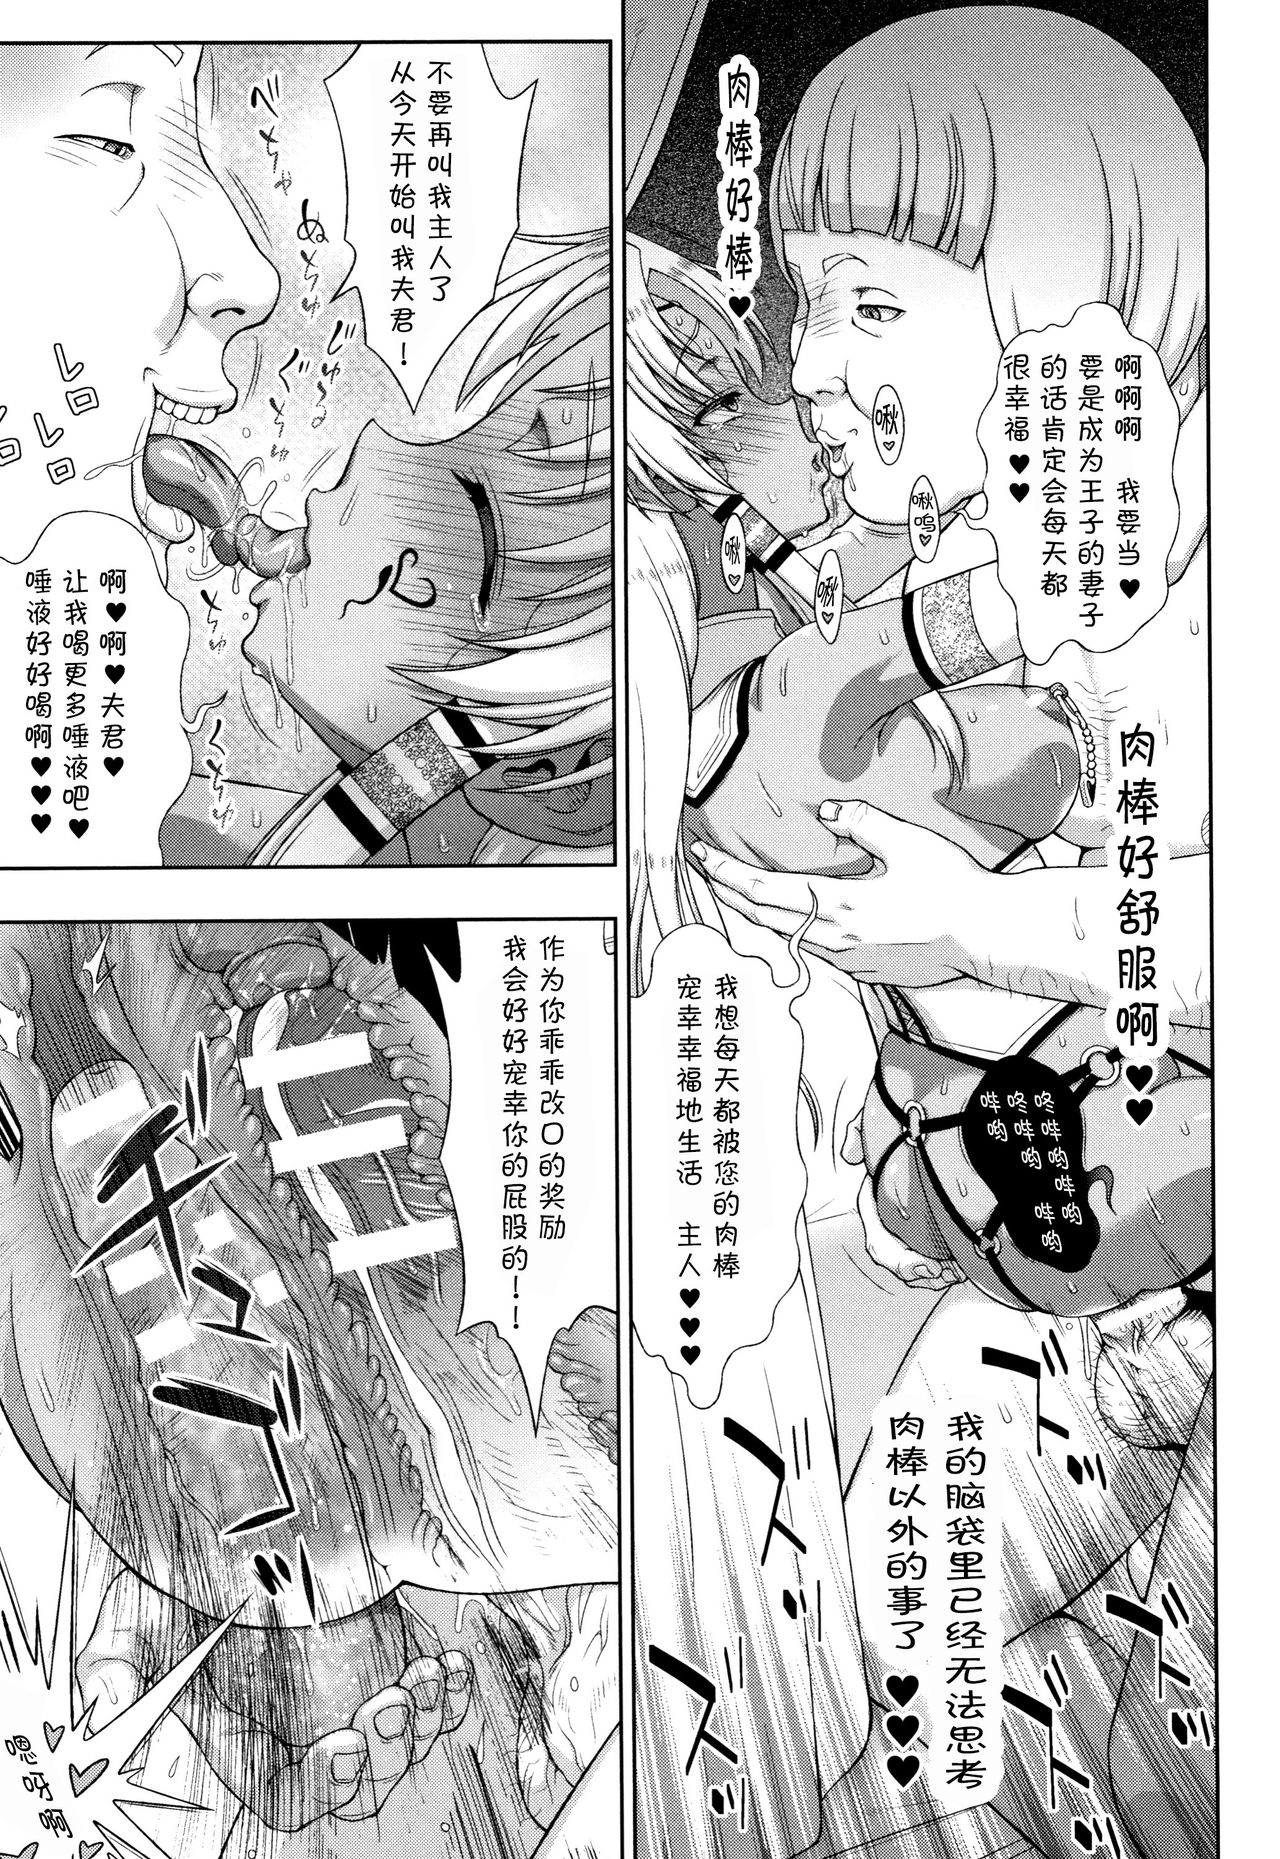 肉棒好棒♥
啊啊啊 我要当♥
要是成为王子的妻子
的话肯定会每天都
很幸福♥♥
啾♥
啾呜♥
啾♥
啾♥
肉棒好舒服啊♥♥
我想每天都被您的肉棒
宠幸幸福地生活 主人♥♥♥
我的脑袋里已经无法思考
肉棒以外的事了♥♥♥
不要再叫我主人了
从今天开始叫我夫君！
レロ
レロ
レロ
啊♥啊♥夫君♥
让我喝更多唾液吧♥
唾液好好喝啊♥♥♥
作为你乖乖改口的奖励
我会好好宠幸你的屁股的！！
嗯呀啊